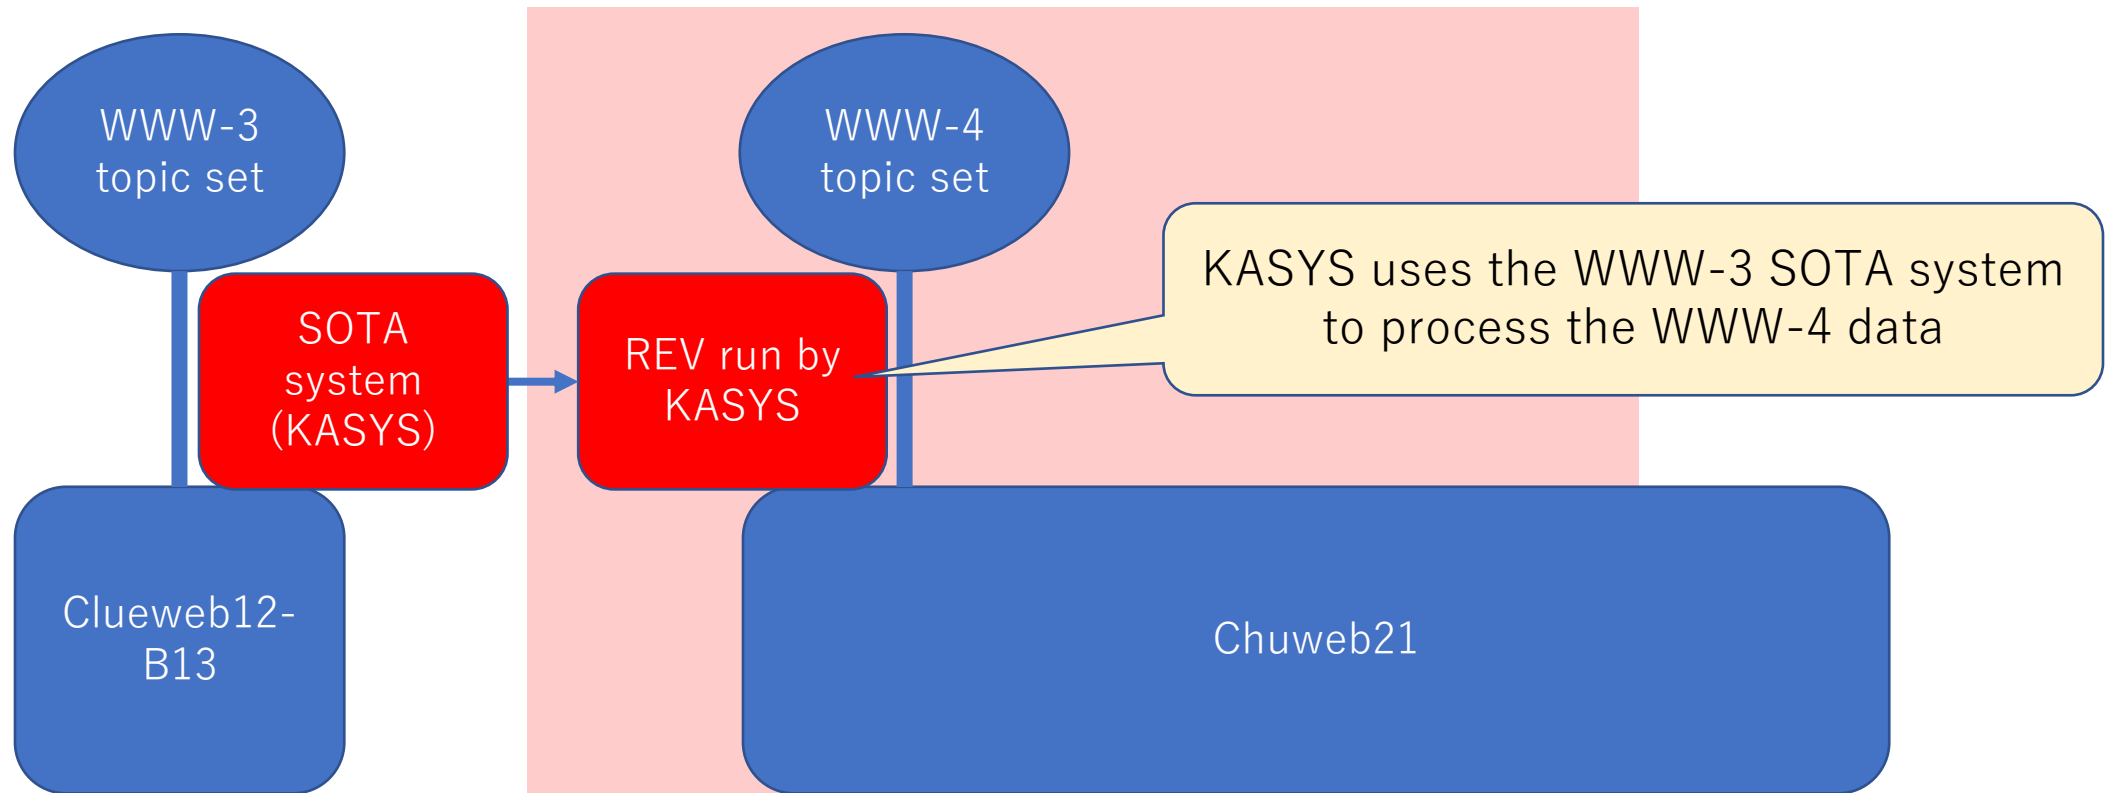 WWW-3
topic set
WWW-4
topic set
KASYS uses the WWW-3 SOTA system
to process the WWW-4 data
SOTA
system
(KASYS)
REV run by
KASYS
Clueweb12-
B13
Chuweb21